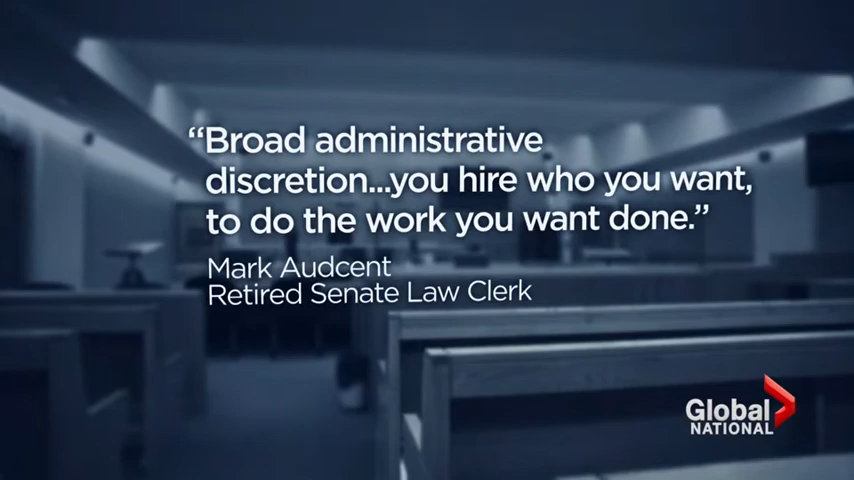 “Broad administrative
discretion...you hire who you want,
to do the work you want done.”
Mark Audcent
Retired Senate Law Clerk
Global
NATIONAL